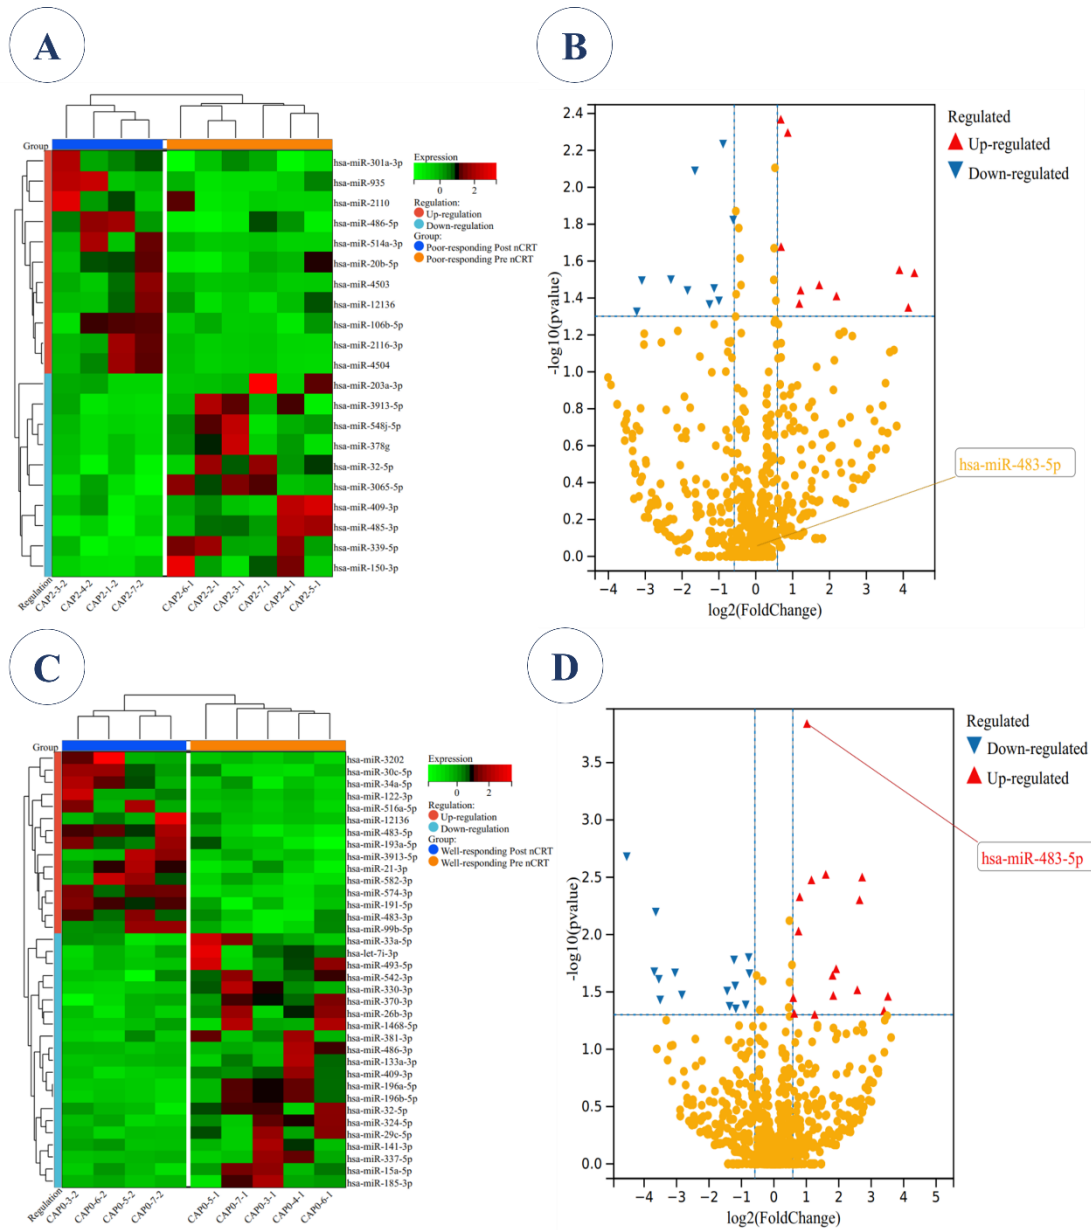 A
Group
hsa-miR-301a-3p
hsa-miR-935
hsa-miR-2110
hsa-miR-486-5p
hsa-miR-514a-3p
hsa-miR-20b-5p
hsa-miR-4503
hsa-miR-12136
hsa-miR-106b-5p
hsa-miR-2116-3p
hsa-miR-4504
hsa-miR-203a-3p
hsa-miR-3913-5p
hsa-miR-548j-5p
hsa-miR-378g
hsa-miR-32-5p
hsa-miR-3065-5p
hsa-miR-409-3p
hsa-miR-485-3p
hsa-miR-339-5p
hsa-miR-150-3p
Regulation
CAP2-3-2
CAP2-4-2
CAP2-1-2
CAP2-7-2
CAP2-6-1
CAP2-2-1
CAP2-3-1
CAP2-7-1
CAP2-4-1
CAP2-5-1
Expression
0 2
Regulation:
Up-regulation
Down-regulation
Group:
Poor-responding Post nCRT
Poor-responding Pre nCRT
B
-log10(pvalue)
2.4
2.2
2.0
1.8
1.6
1.4
1.2
1.0
0.8
0.6
0.4
0.2
0.0
−4 −3 −2 −1 0 1 2 3 4
log2(FoldChange)
Regulated
Up-regulated
Down-regulated
hsa-miR-483-5p
C
Group
hsa-miR-3202
hsa-miR-30c-5p
hsa-miR-34a-5p
hsa-miR-122-3p
hsa-miR-516a-5p
hsa-miR-12136
hsa-miR-483-5p
hsa-miR-193a-5p
hsa-miR-3913-5p
hsa-miR-21-3p
hsa-miR-582-3p
hsa-miR-574-3p
hsa-miR-191-5p
hsa-miR-483-3p
hsa-miR-99b-5p
hsa-miR-33a-5p
hsa-let-7i-3p
hsa-miR-493-5p
hsa-miR-542-3p
hsa-miR-330-3p
hsa-miR-370-3p
hsa-miR-26b-3p
hsa-miR-1468-5p
hsa-miR-381-3p
hsa-miR-486-3p
hsa-miR-133a-3p
hsa-miR-409-3p
hsa-miR-196a-5p
hsa-miR-196b-5p
hsa-miR-32-5p
hsa-miR-324-5p
hsa-miR-29c-5p
hsa-miR-141-3p
hsa-miR-337-5p
hsa-miR-15a-5p
hsa-miR-185-3p
Regulation
CAP0-3-2
CAP0-6-2
CAP0-5-2
CAP0-7-2
CAP0-5-1
CAP0-7-1
CAP0-3-1
CAP0-4-1
CAP0-6-1
Expression
0 2
Regulation:
Up-regulation
Down-regulation
Group:
Well-responding Post nCRT
Well-responding Pre nCRT
D
-log10(pvalue)
3.5
3.0
2.5
2.0
1.5
1.0
0.5
0.0
−5 −4 −3 −2 −1 0 1 2 3 4 5
log2(FoldChange)
Regulated
Down-regulated
Up-regulated
hsa-miR-483-5p